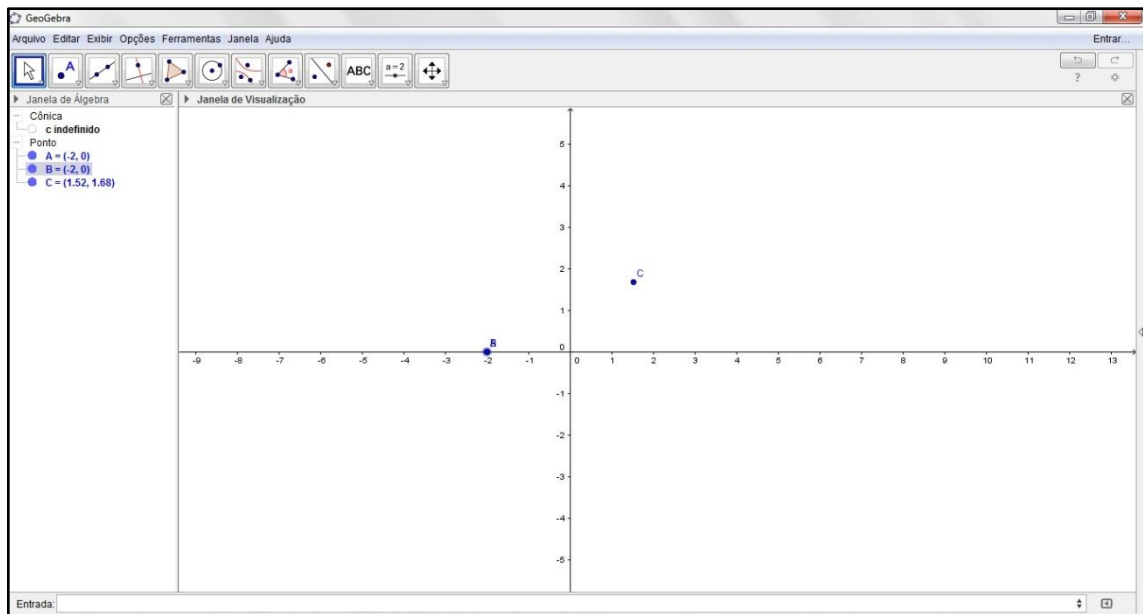 GeoGebra
Arquivo Editar Exibir Opções Ferramentas Janela Ajuda
Entrar...
A
ABC
a=2
?
Janela de Álgebra
Janela de Visualização
Cônica
c indefinido
Ponto
A = (-2, 0)
B = (-2, 0)
C = (1.52, 1.68)
5
4
3
2
C
1
0
-9 -8 -7 -6 -5 -4 -3 -2 -1 0 1 2 3 4 5 6 7 8 9 10 11 12 13
-1
-2
-3
-4
-5
Entrada: